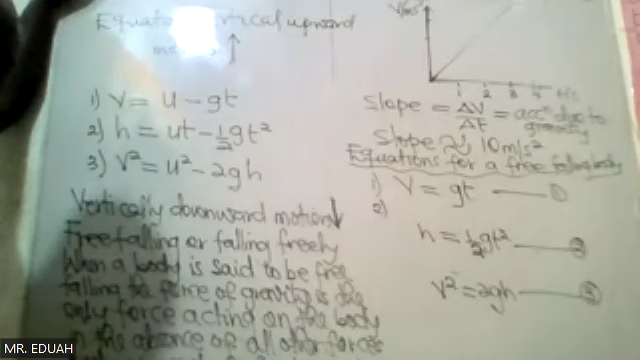 Equations vertical upward
motion ↑
1) V = u - gt
2) h = ut - ½gt²
3) V² = u² - 2gh
Vertically downward motion ↓
Free falling or falling freely
When a body is said to be free
falling the force of gravity is the
only force acting on the body
in the absence of all other forces
1 2 3 4
Slope = ΔV/Δt = accⁿ due to
gravity
Slope ≈ 10m/s²
Equations for a free falling body
1) V = gt —— ①
2)
h = ½gt² —— ②
V² = 2gh —— ③
MR. EDUAH